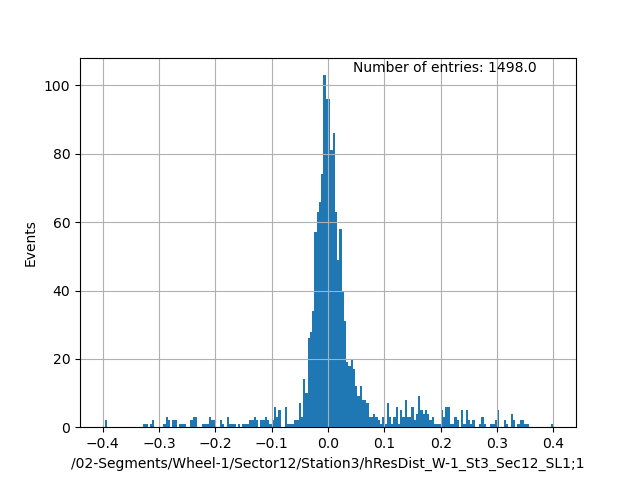 Number of entries: 1498.0
100
80
60
40
20
0
Events
−0.4 −0.3 −0.2 −0.1 0.0 0.1 0.2 0.3 0.4
/02-Segments/Wheel-1/Sector12/Station3/hResDist_W-1_St3_Sec12_SL1;1